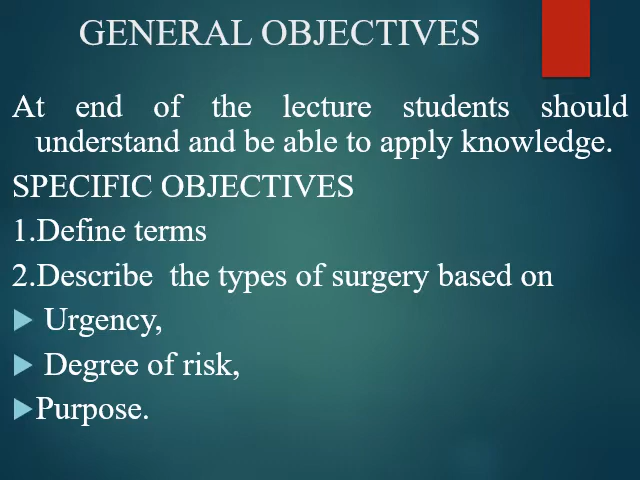 GENERAL OBJECTIVES
At end of the lecture students should
understand and be able to apply knowledge.
SPECIFIC OBJECTIVES
1.Define terms
2.Describe  the types of surgery based on
Urgency,
Degree of risk,
Purpose.